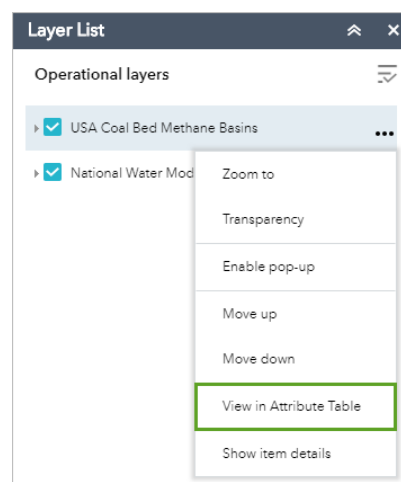 Layer List
Operational layers
USA Coal Bed Methane Basins
National Water Mod
Zoom to
Transparency
Enable pop-up
Move up
Move down
View in Attribute Table
Show item details